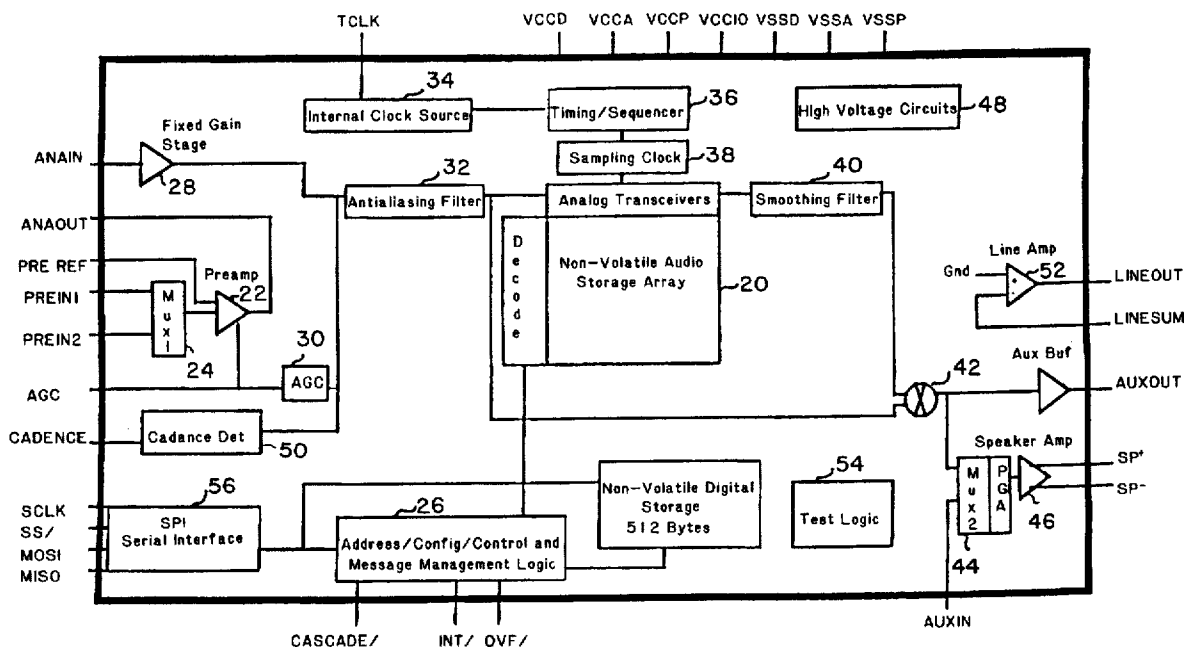 TCLK
VCCD VCCA VCCP VCCIO VSSD VSSA VSSP
34
Internal Clock Source
36
Timing/Sequencer
High Voltage Circuits
48
Fixed Gain
Stage
ANAIN
28
Sampling Clock
38
32
Antialiasing Filter
Analog Transceivers
40
Smoothing Filter
ANAOUT
PRE REF
PREIN1
PREIN2
Preamp
22
Mux1
24
Decode
Non-Volatile Audio
Storage Array
20
Line Amp
Gnd
+
-
52
LINEOUT
LINESUM
30
AGC
AGC
Aux Buf
42
AUXOUT
CADENCE
Cadance Det
50
Speaker Amp
SP+
SP-
Mux2
PGA
46
44
AUXIN
SCLK
SS/
MOSI
MISO
56
SPI
Serial Interface
26
Address/Config/Control and
Message Management Logic
Non-Volatile Digital
Storage
512 Bytes
54
Test Logic
CASCADE/ INT/ OVF/